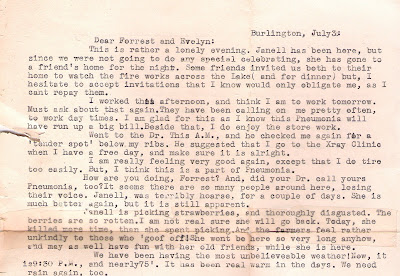 Burlington, July3:
Dear Forrest and Evelyn:
This is rather a lonely evening. Janell has been here, but
since we were not going to do any special celebrating, she has gone
to a friend's home for the night. Some friends invited us both to their
home to watch the fire works across the Lake( and for dinner) but, I
hesitate to accept invitations that I know would only obligate me, as I
cant repay them.
I worked this afternoon, and think I am to work tomorrow.
Must ask about that again.They have been calling on me pretty often,
to work day times. I am glad for this as I know this Pneumonia will
have run up a big bill.Beside that, I do enjoy the store work.
Went to the Dr. This A.M., and he checked me again for a
'tender spot' below my ribs. He suggested that I go to the Xray Clinic
when I have a free day, and make sure it is alright.
I am really feeling very good again, except that I do tire
too easily. But, I think this is a part of Pneumonia.
How are you doing, Forrest? And, did your Dr. call yours
Pneumonia, too?It seems there are so many people around here, losing
their voice. Janell, was terribly hoarse, for a couple of days. She is
much better again, but it is still apparent.
Janell is picking strawberries, and thoroughly disgusted. The
berries are so rotten.I am not real sure she will go back. Today, she
killed more time, than she spent picking.And the farmers feel rather
unkindly to those who 'goof off!She wont be here so very long anyhow,
and may as well have fun with her old friends, while she is here.
We have been having the most unbelieveable weather!Now, it
is9:30 P.M., and nearly75'. It has been real warm in the days. We need
rain again, too.